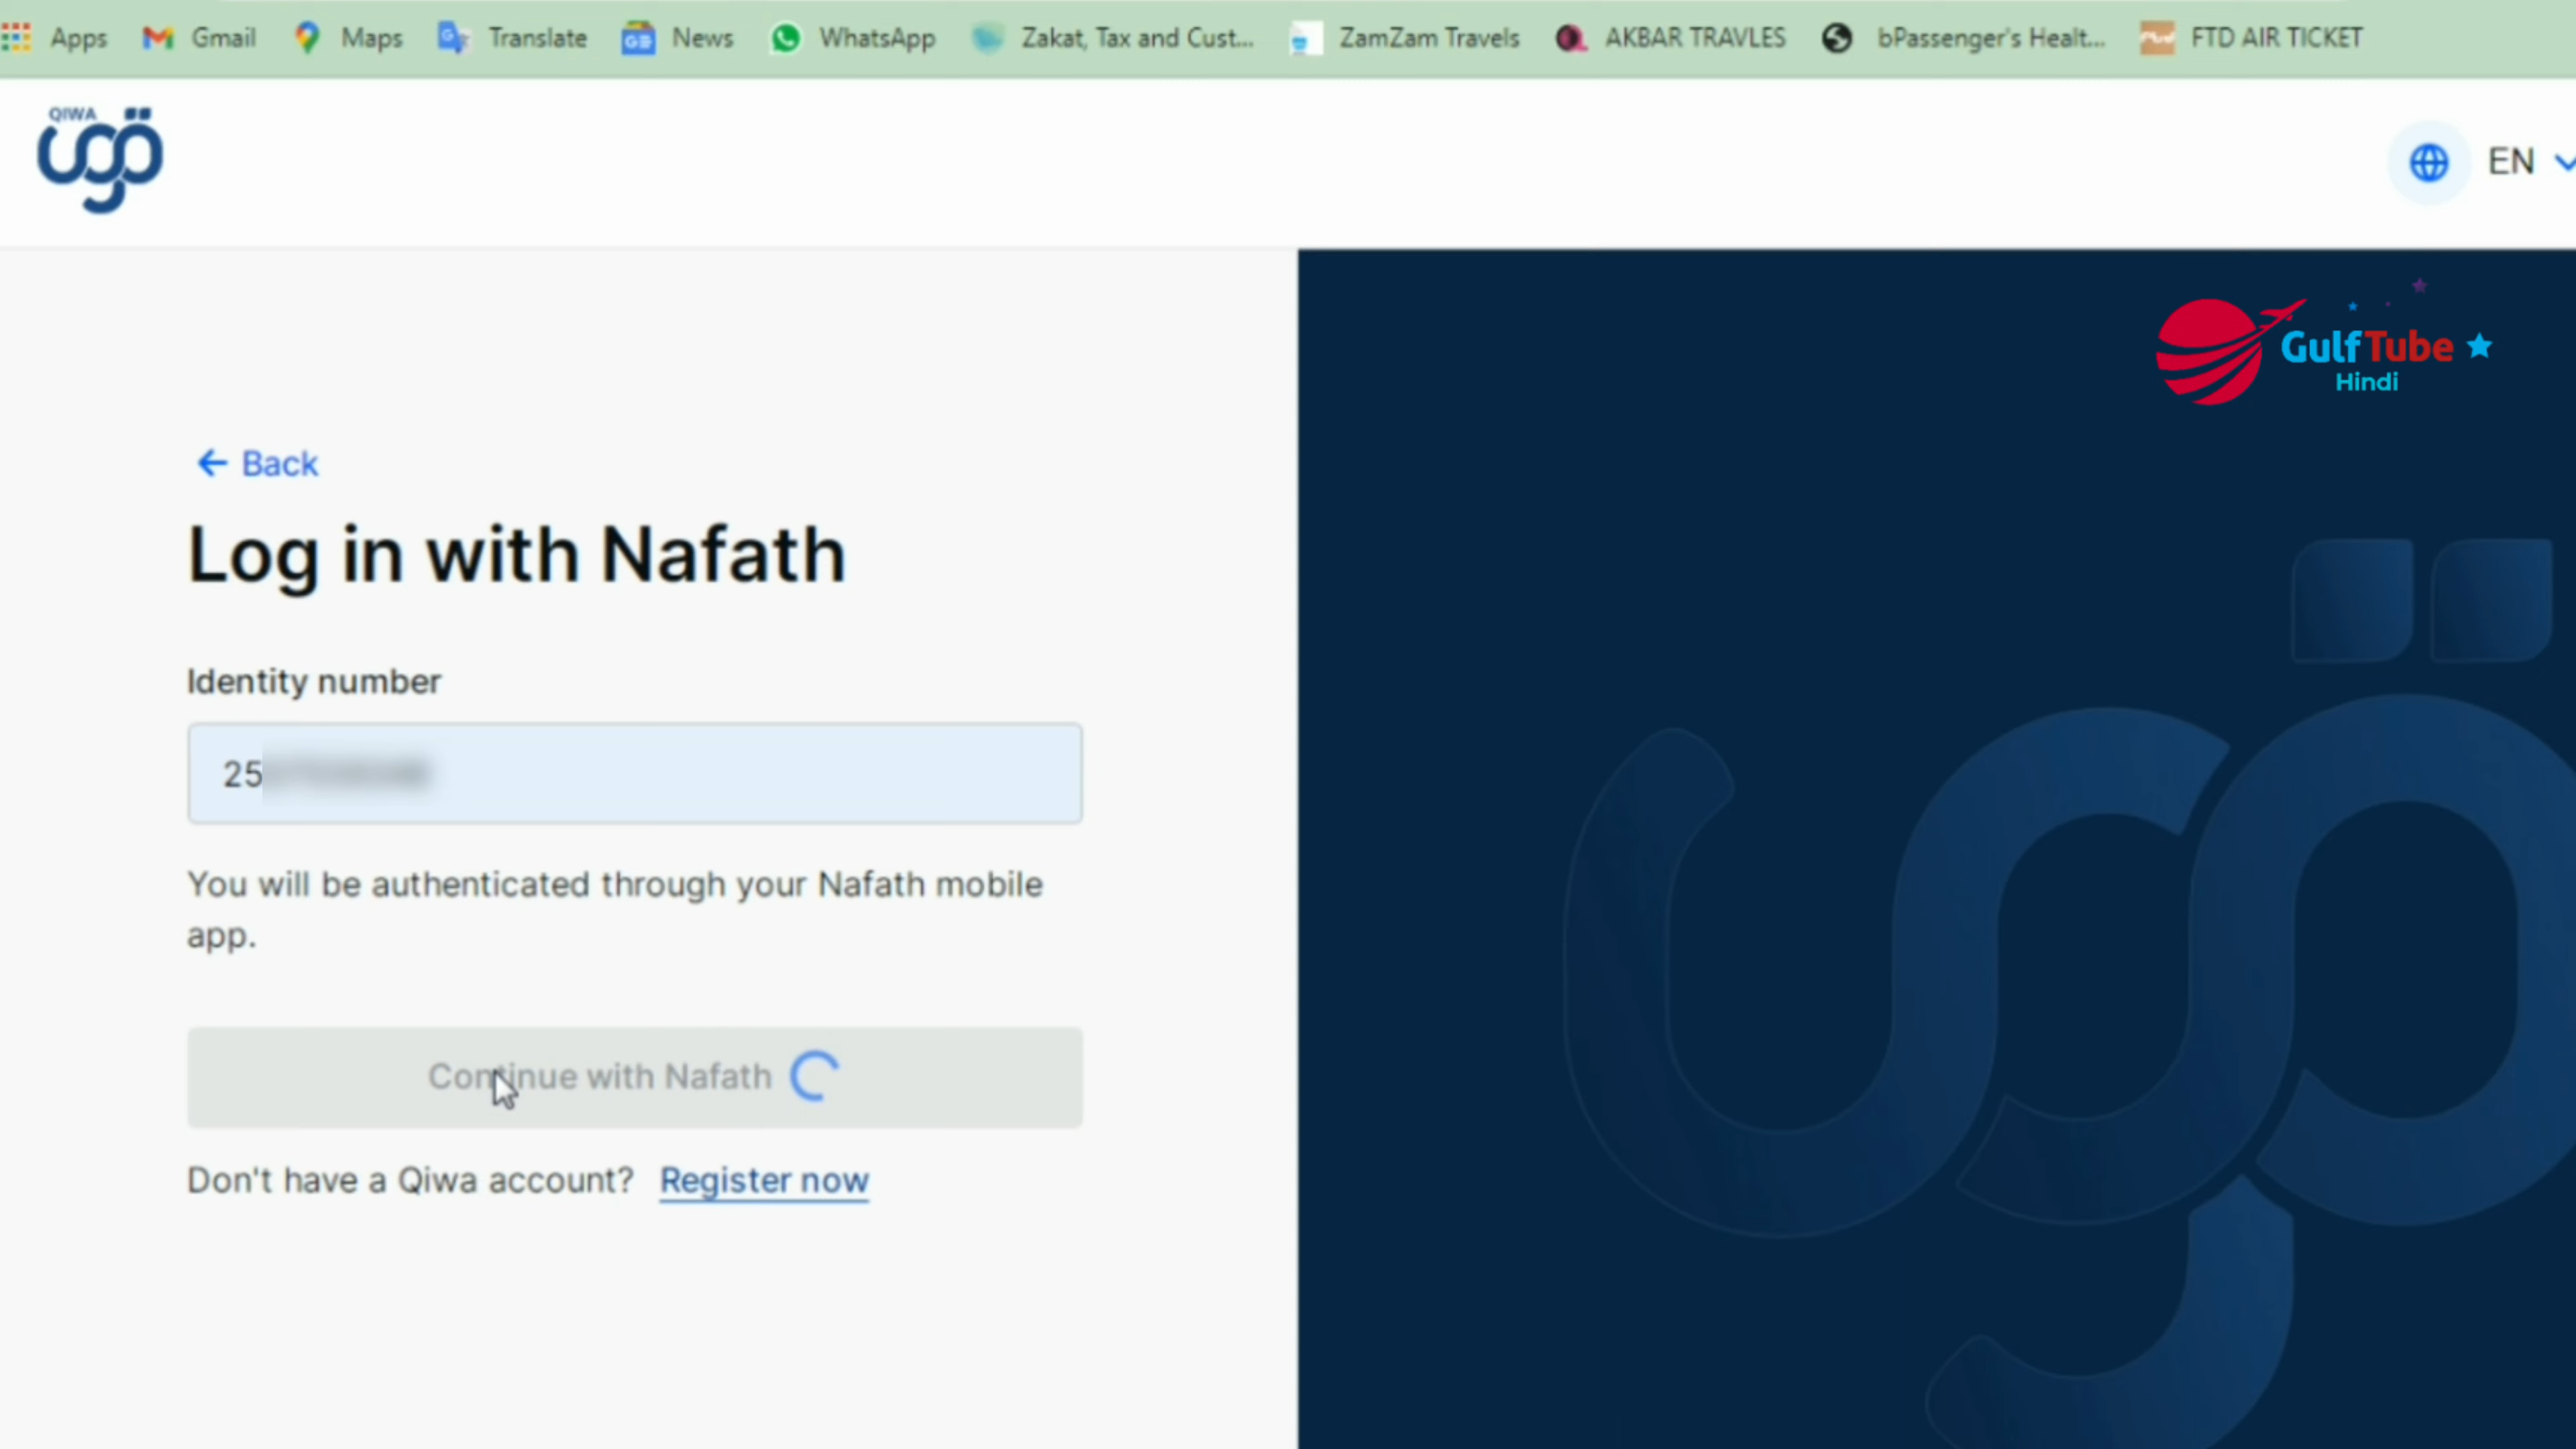 Apps Gmail Maps Translate News WhatsApp Zakat, Tax and Cust... ZamZam Travels AKBAR TRAVLES bPassenger's Healt... FTD AIR TICKET
QIWA
قوى
EN
GulfTube
Hindi
Back
Log in with Nafath
Identity number
25
You will be authenticated through your Nafath mobile
app.
Continue with Nafath
Don't have a Qiwa account? Register now